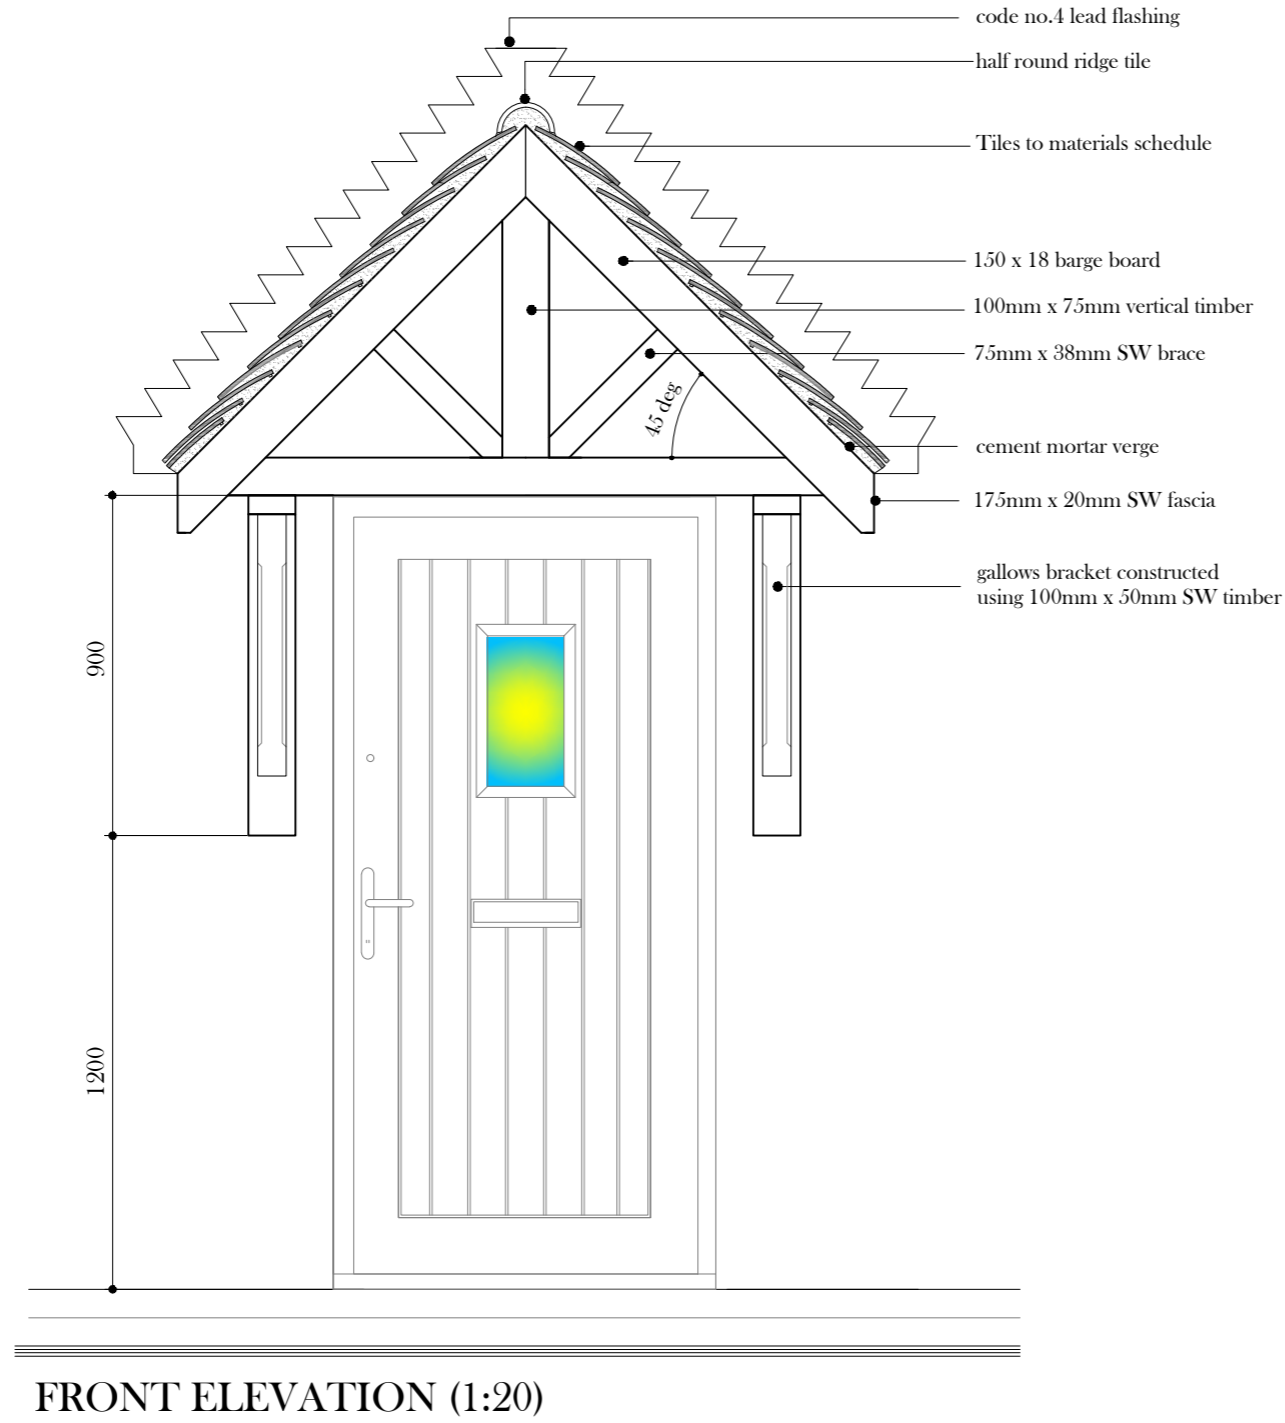 code no.4 lead flashing
half round ridge tile
Tiles to materials schedule
150 x 18 barge board
100mm x 75mm vertical timber
75mm x 38mm SW brace
45 deg
cement mortar verge
175mm x 20mm SW fascia
gallows bracket constructed
using 100mm x 50mm SW timber
900
1200
FRONT ELEVATION (1:20)